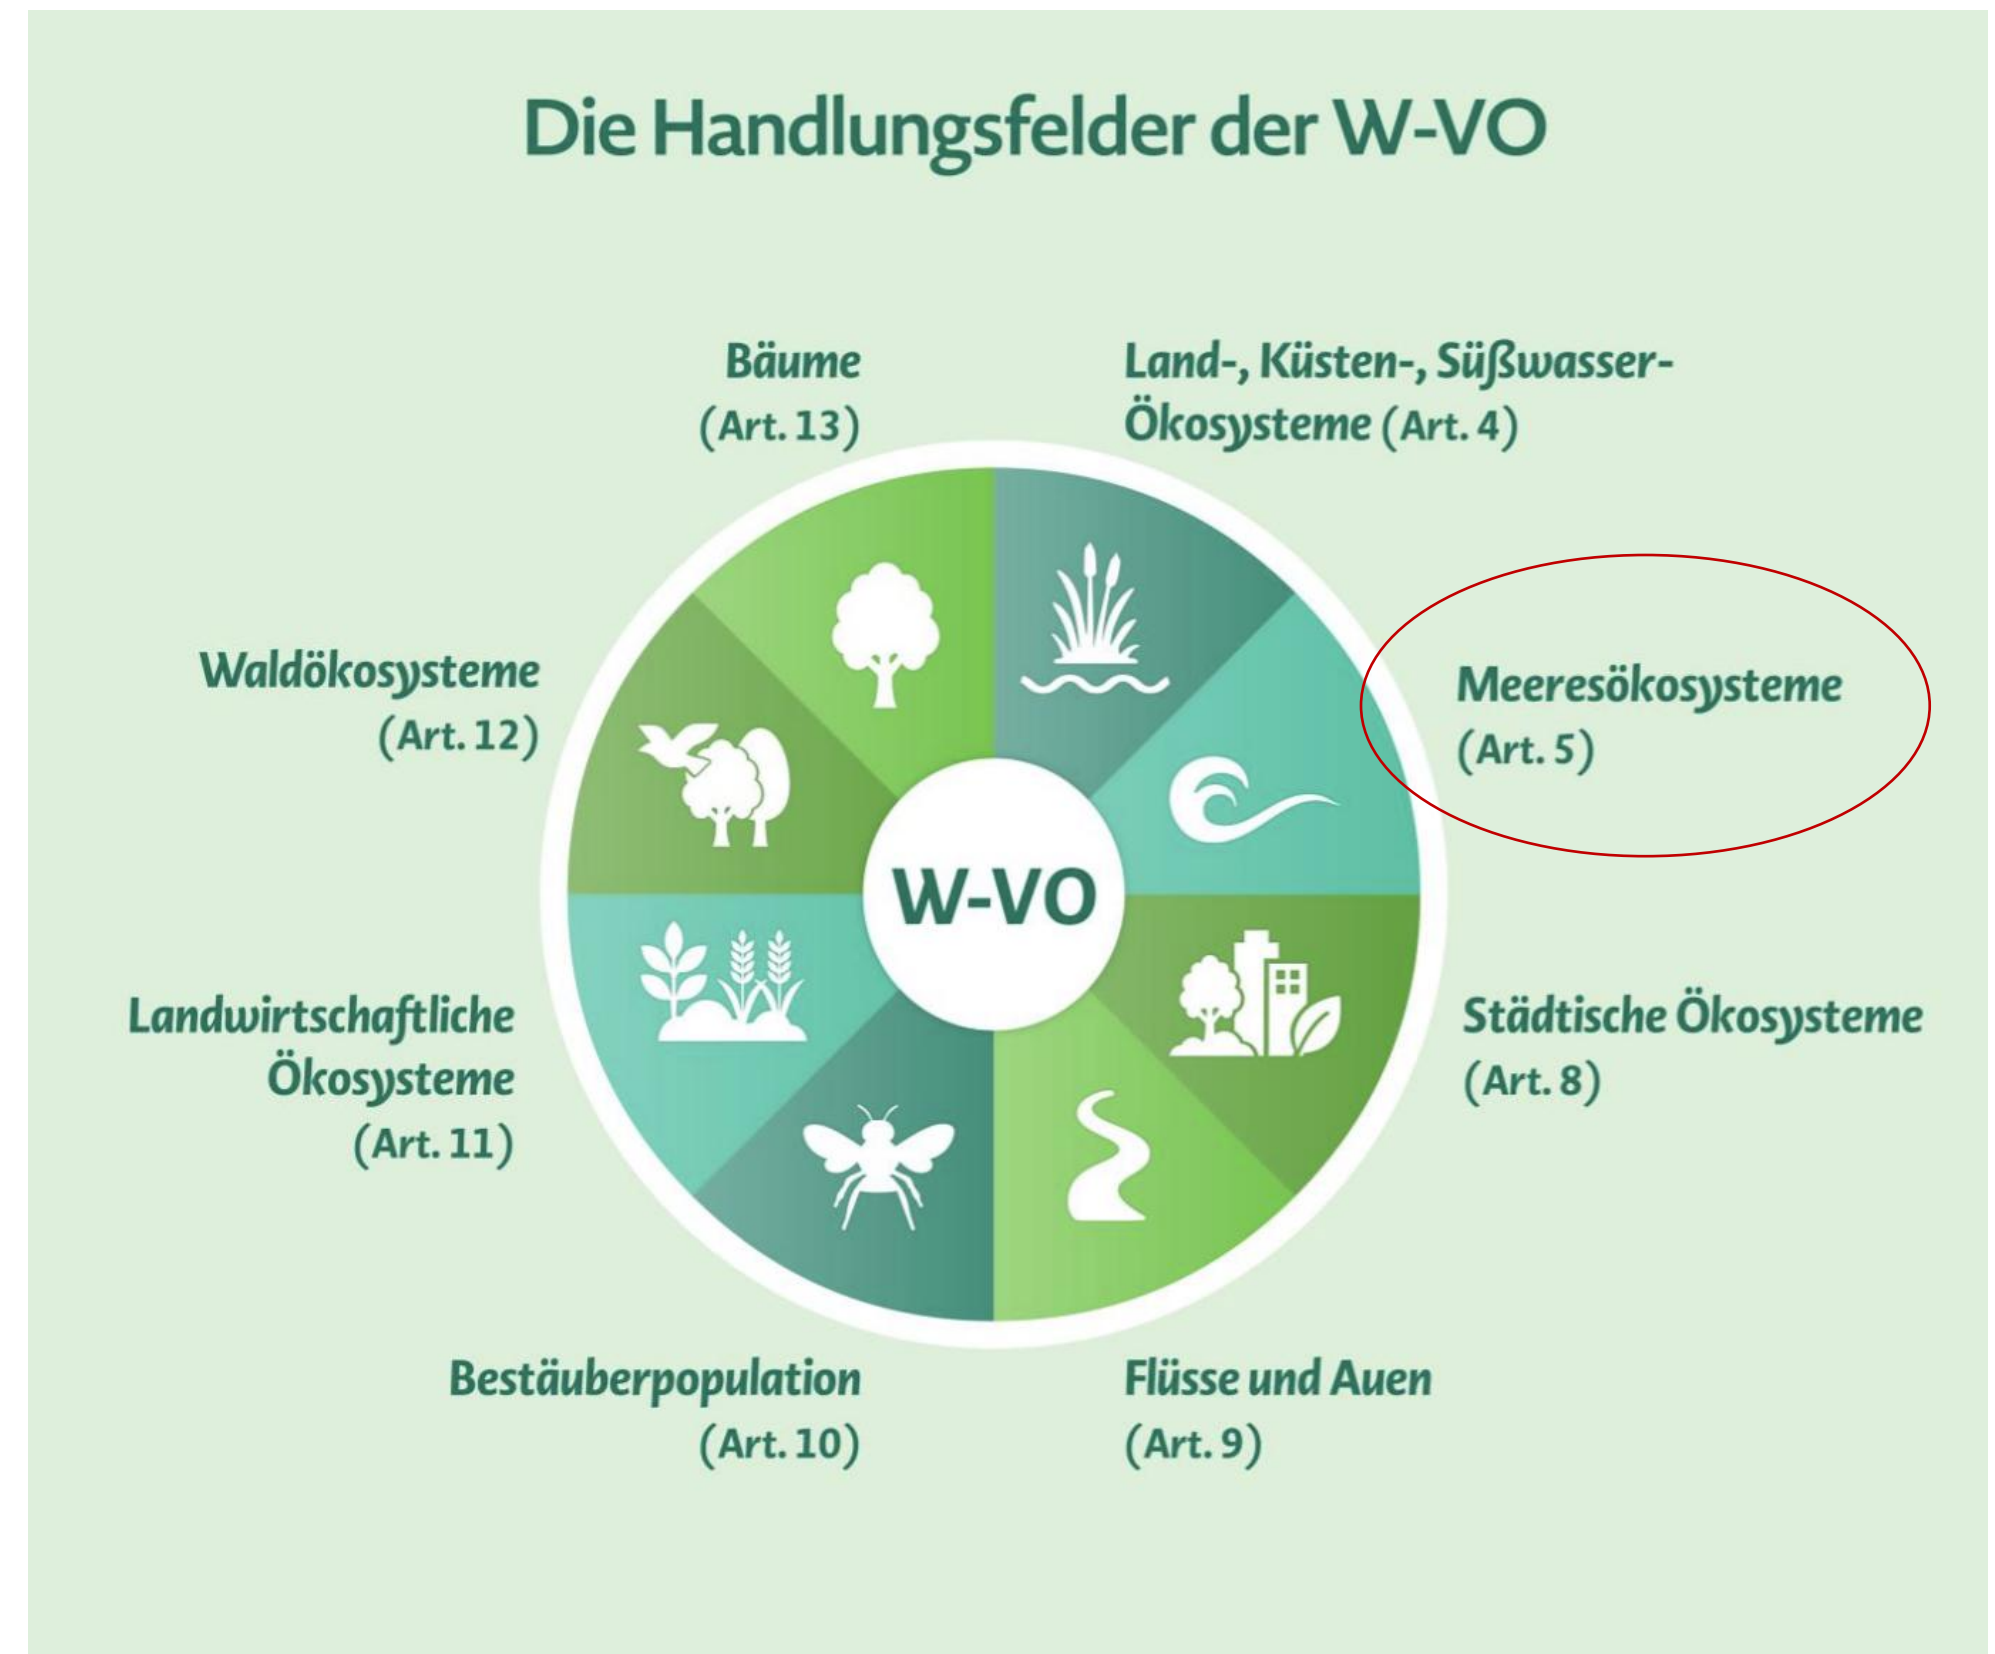 Die Handlungsfelder der W-VO
Bäume
(Art. 13)
Land-, Küsten-, Süßwasser-
Ökosysteme (Art. 4)
Waldökosysteme
(Art. 12)
Meeresökosysteme
(Art. 5)
W-VO
Landwirtschaftliche
Ökosysteme
(Art. 11)
Städtische Ökosysteme
(Art. 8)
Bestäuberpopulation
(Art. 10)
Flüsse und Auen
(Art. 9)